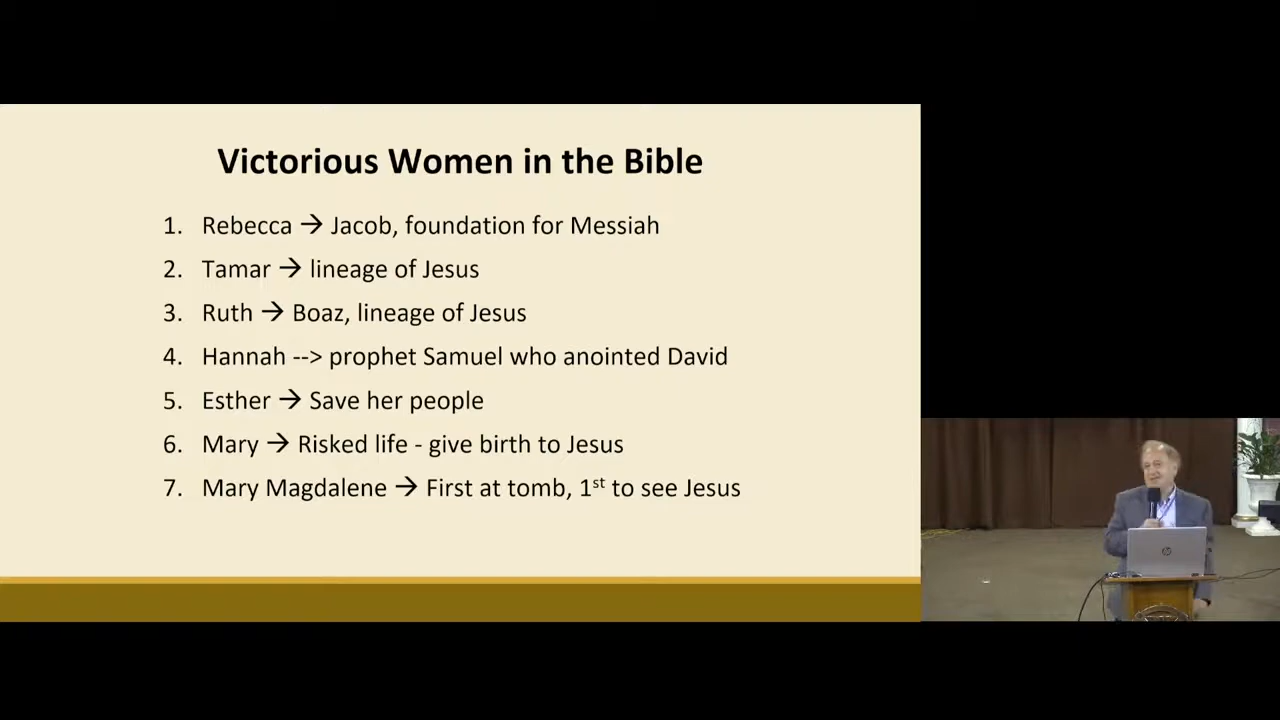 Victorious Women in the Bible
1. Rebecca → Jacob, foundation for Messiah
2. Tamar → lineage of Jesus
3. Ruth → Boaz, lineage of Jesus
4. Hannah --> prophet Samuel who anointed David
5. Esther → Save her people
6. Mary → Risked life - give birth to Jesus
7. Mary Magdalene → First at tomb, 1st to see Jesus
hp